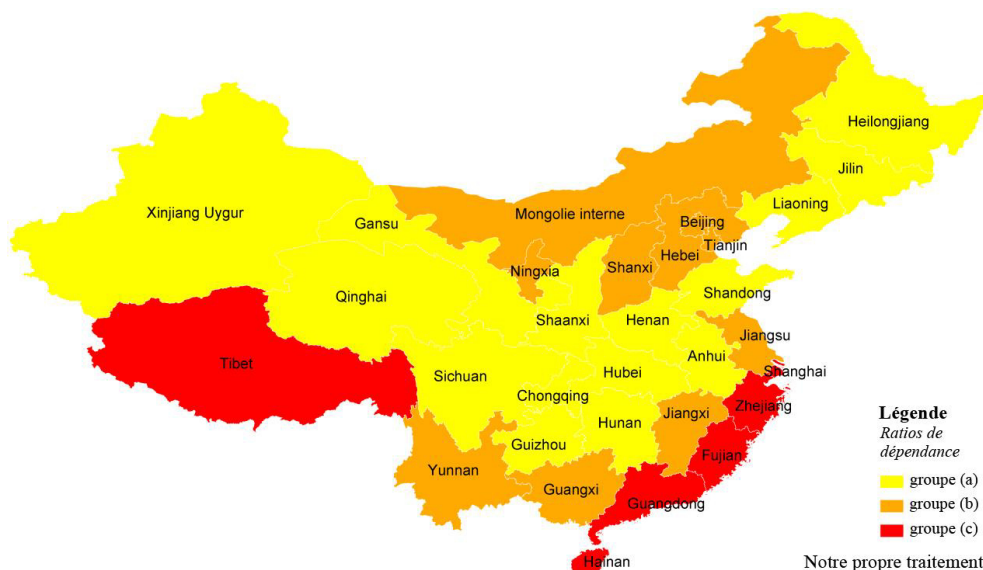 Heilongjiang
Jilin
Liaoning
Xinjiang Uygur
Gansu
Mongolie interne
Beijing
Tianjin
Hebei
Shanxi
Ningxia
Qinghai
Shandong
Shaanxi
Henan
Jiangsu
Anhui
Shanghai
Tibet
Sichuan
Hubei
Chongqing
Zhejiang
Hunan
Jiangxi
Guizhou
Fujian
Yunnan
Guangxi
Guangdong
Hainan
Légende
Ratios de
dépendance
groupe (a)
groupe (b)
groupe (c)
Notre propre traitement